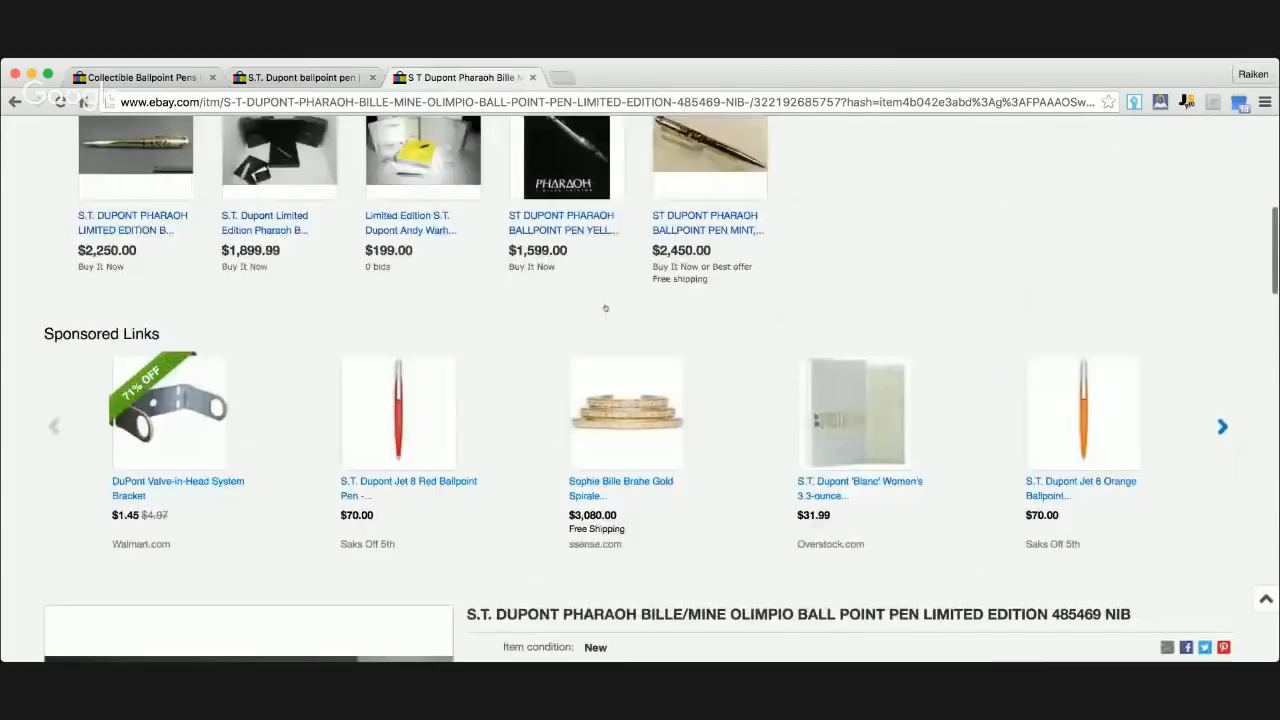 Collectible Ballpoint Pens
S.T. Dupont ballpoint pen
S T Dupont Pharaoh Bille M
Raiken
Google
www.ebay.com/itm/S-T-DUPONT-PHARAOH-BILLE-MINE-OLIMPIO-BALL-POINT-PEN-LIMITED-EDITION-485469-NIB-/322192685757?hash=item4b042e3abd%3Ag%3AFPAAAOSw...
PHARAOH
S.T. DUPONT PHARAOH
LIMITED EDITION B...
$2,250.00
Buy It Now
S.T. Dupont Limited
Edition Pharaoh B...
$1,899.99
Buy It Now
Limited Edition S.T.
Dupont Andy Warh...
$199.00
0 bids
ST DUPONT PHARAOH
BALLPOINT PEN YELL...
$1,599.00
Buy It Now
ST DUPONT PHARAOH
BALLPOINT PEN MINT,...
$2,450.00
Buy It Now or Best offer
Free shipping
Sponsored Links
71% OFF
DuPont Valve-in-Head System
Bracket
$1.45 $4.97
Walmart.com
S.T. Dupont Jet 8 Red Ballpoint
Pen -...
$70.00
Saks Off 5th
Sophie Bille Brahe Gold
Spirale...
$3,080.00
Free Shipping
ssense.com
S.T. Dupont 'Blanc' Women's
3.3-ounce...
$31.99
Overstock.com
S.T. Dupont Jet 8 Orange
Ballpoint...
$70.00
Saks Off 5th
S.T. DUPONT PHARAOH BILLE/MINE OLIMPIO BALL POINT PEN LIMITED EDITION 485469 NIB
Item condition: New